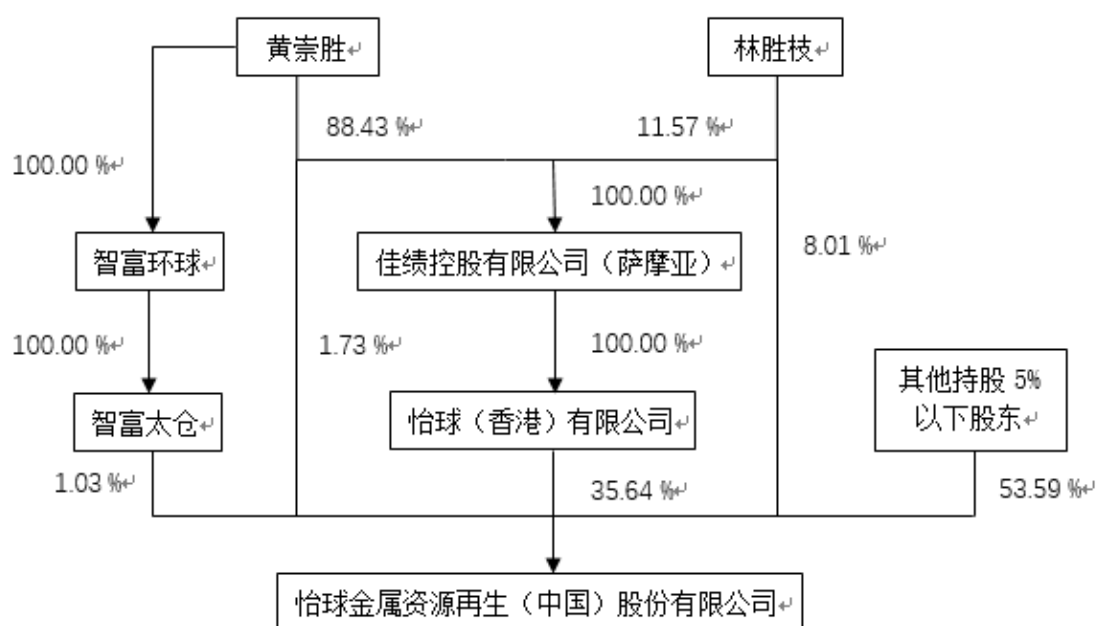 黄崇胜
林胜枝
88.43 %
11.57 %
100.00 %
100.00 %
智富环球
佳绩控股有限公司（萨摩亚）
8.01 %
100.00 %
1.73 %
100.00 %
其他持股 5%
以下股东
智富太仓
怡球（香港）有限公司
1.03 %
35.64 %
53.59 %
怡球金属资源再生（中国）股份有限公司